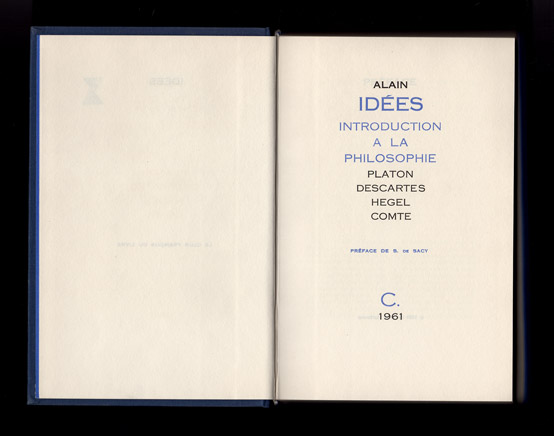 ALAIN
IDÉES
INTRODUCTION
A LA
PHILOSOPHIE
PLATON
DESCARTES
HEGEL
COMTE
PRÉFACE DE S. DE SACY
C.
1961